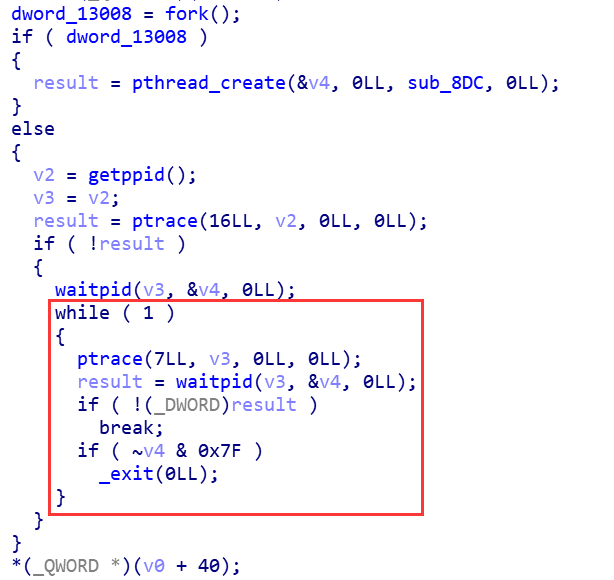 dword_13008 = fork();
if ( dword_13008 )
{
  result = pthread_create(&v4, 0LL, sub_8DC, 0LL);
}
else
{
  v2 = getppid();
  v3 = v2;
  result = ptrace(16LL, v2, 0LL, 0LL);
  if ( !result )
  {
    waitpid(v3, &v4, 0LL);
    while ( 1 )
    {
      ptrace(7LL, v3, 0LL, 0LL);
      result = waitpid(v3, &v4, 0LL);
      if ( !(_DWORD)result )
        break;
      if ( ~v4 & 0x7F )
        _exit(0LL);
    }
  }
}
*(_QWORD *)(v0 + 40);